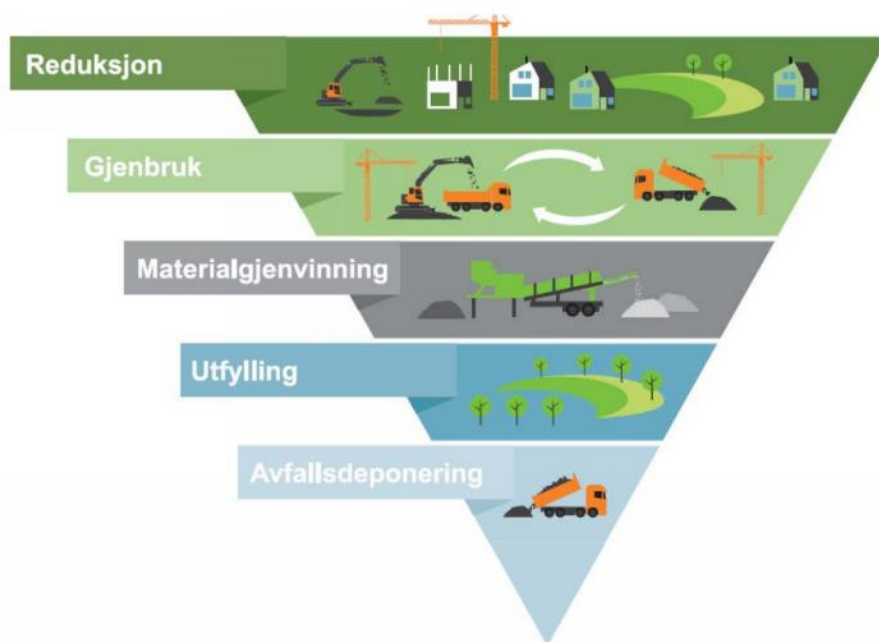 Reduksjon
Gjenbruk
Materialgjenvinning
Utfylling
Avfallsdeponering